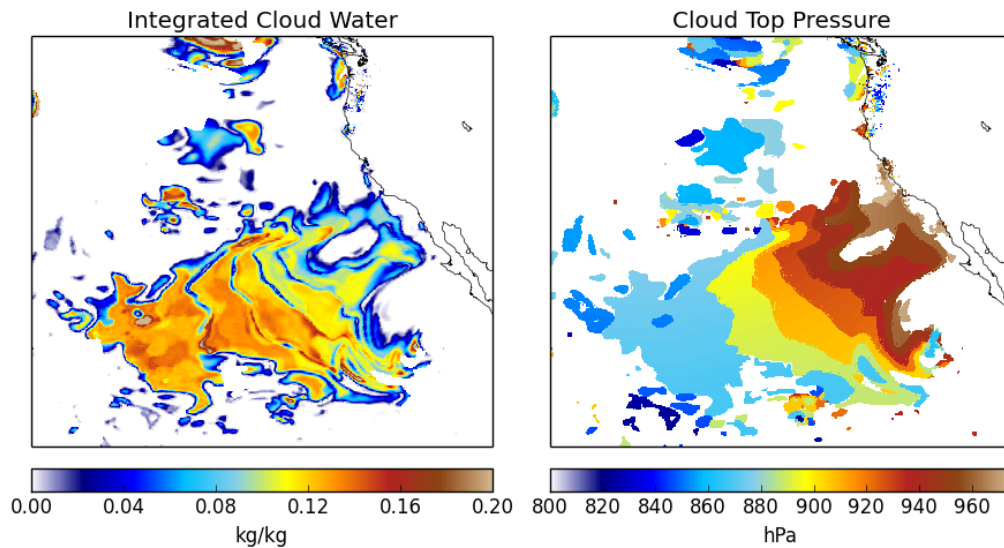 Integrated Cloud Water
Cloud Top Pressure
0.00 0.04 0.08 0.12 0.16 0.20
kg/kg
800 820 840 860 880 900 920 940 960
hPa